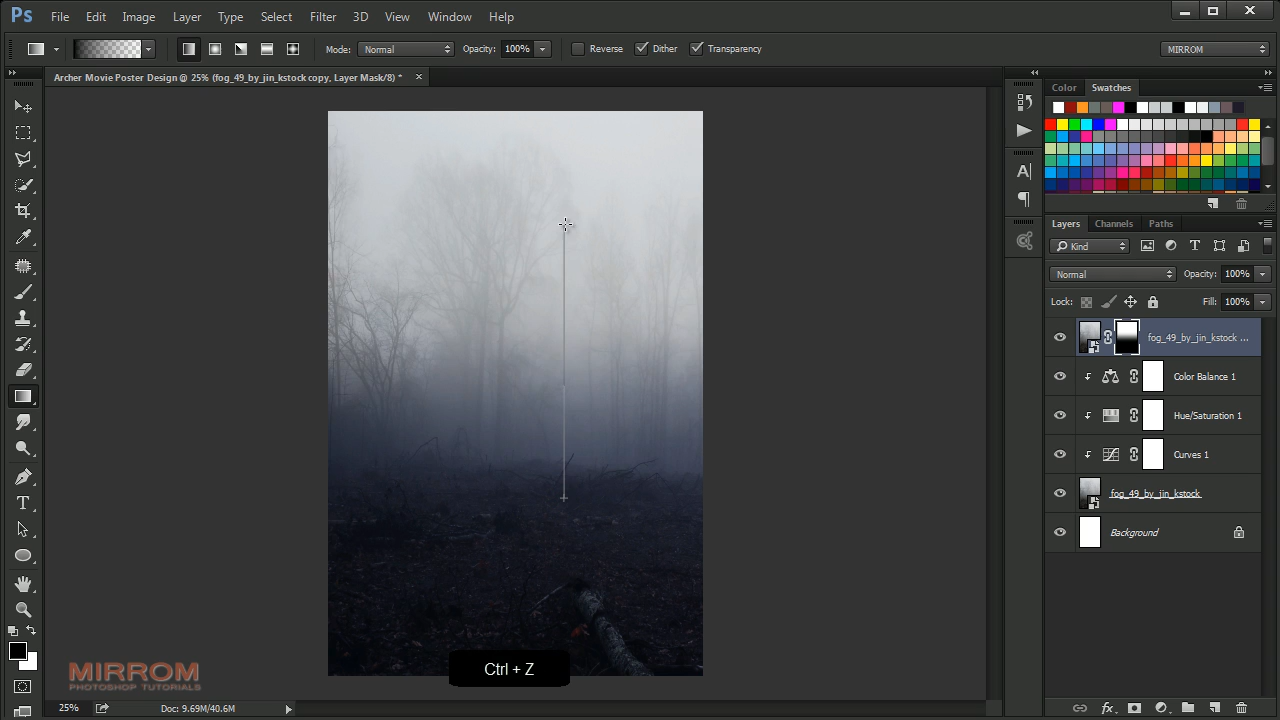 Ps File Edit Image Layer Type Select Filter 3D View Window Help
Mode: Normal Opacity: 100% Reverse Dither Transparency MIRROM
Archer Movie Poster Design @ 25% (fog_49_by_jin_kstock copy, Layer Mask/8) * ×
Color Swatches
Layers Channels Paths
Kind T
Normal Opacity: 100%
Lock: Fill: 100%
fog_49_by_jin_kstock ...
Color Balance 1
Hue/Saturation 1
Curves 1
fog_49_by_jin_kstock
Background
Ctrl + Z
MIRROM
PHOTOSHOP TUTORIALS
25% Doc: 9.69M/40.6M
fx